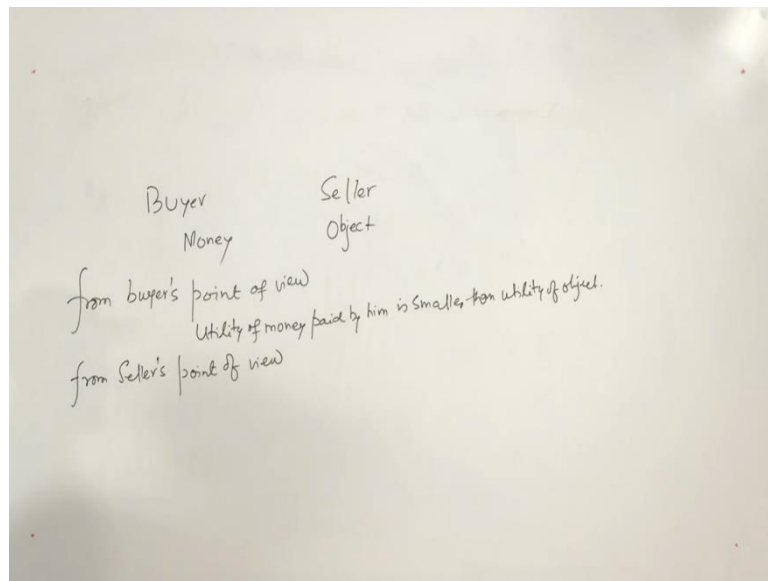 Buyer Seller
Money Object
from buyer's point of view
Utility of money paid by him is smaller than utility of object.
from Seller's point of view